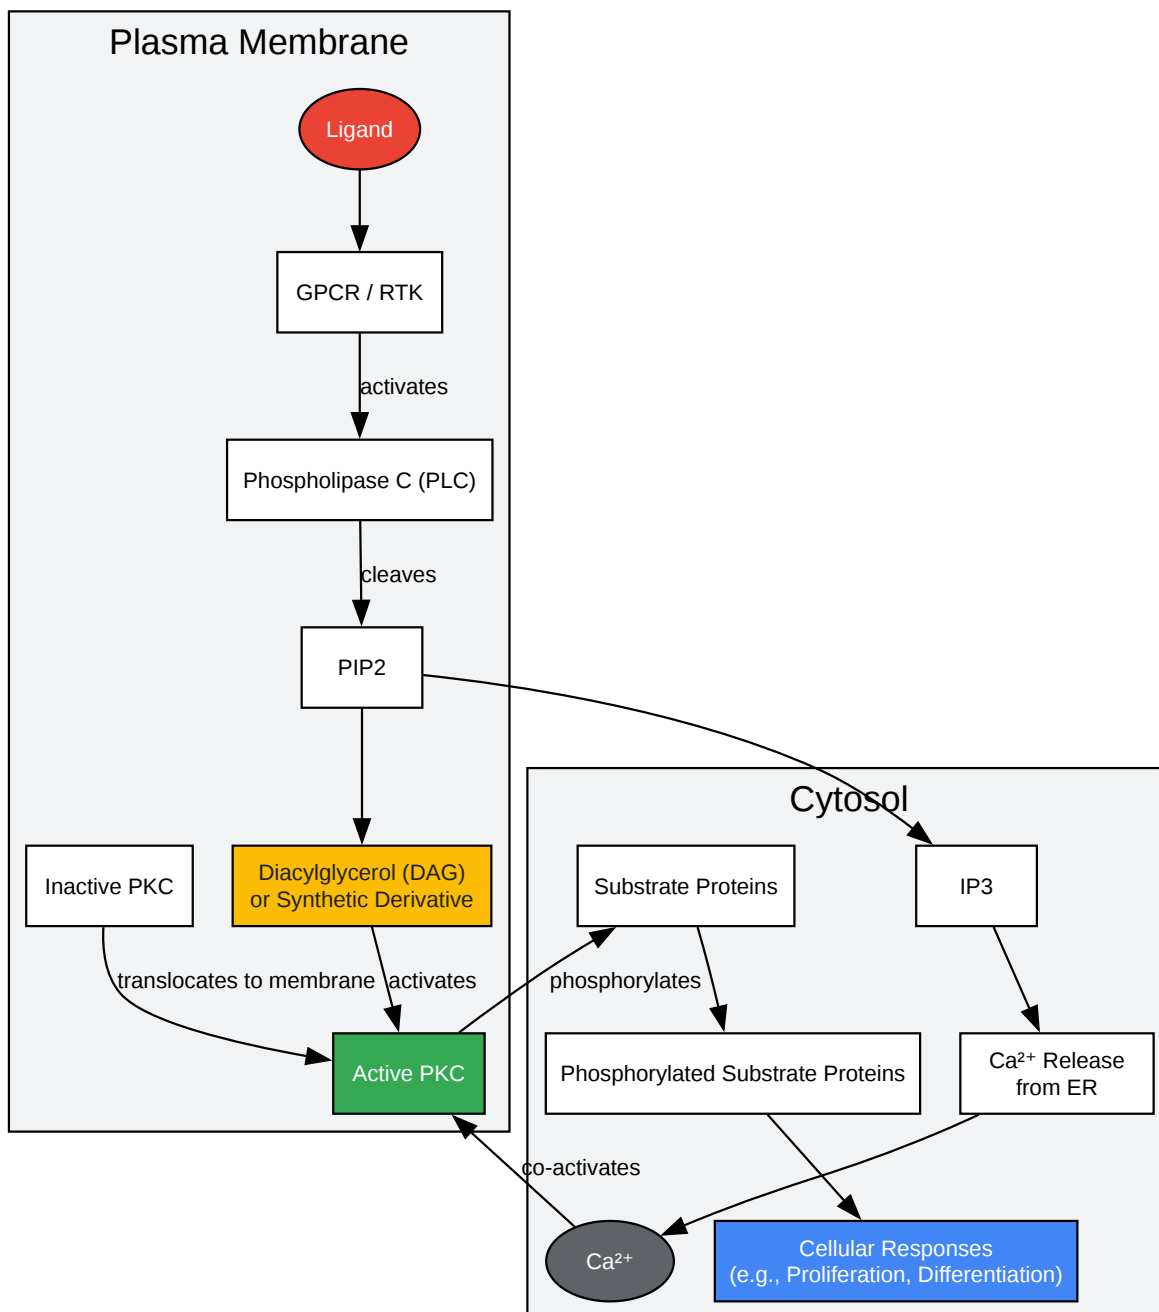 Plasma Membrane
Ligand
GPCR / RTK
activates
Phospholipase C (PLC)
cleaves
PIP2
Cytosol
Inactive PKC
Diacylglycerol (DAG)
or Synthetic Derivative
Substrate Proteins
IP3
translocates to membrane
activates
phosphorylates
Active PKC
Phosphorylated Substrate Proteins
Ca²⁺ Release
from ER
co-activates
Ca²⁺
Cellular Responses
(e.g., Proliferation, Differentiation)